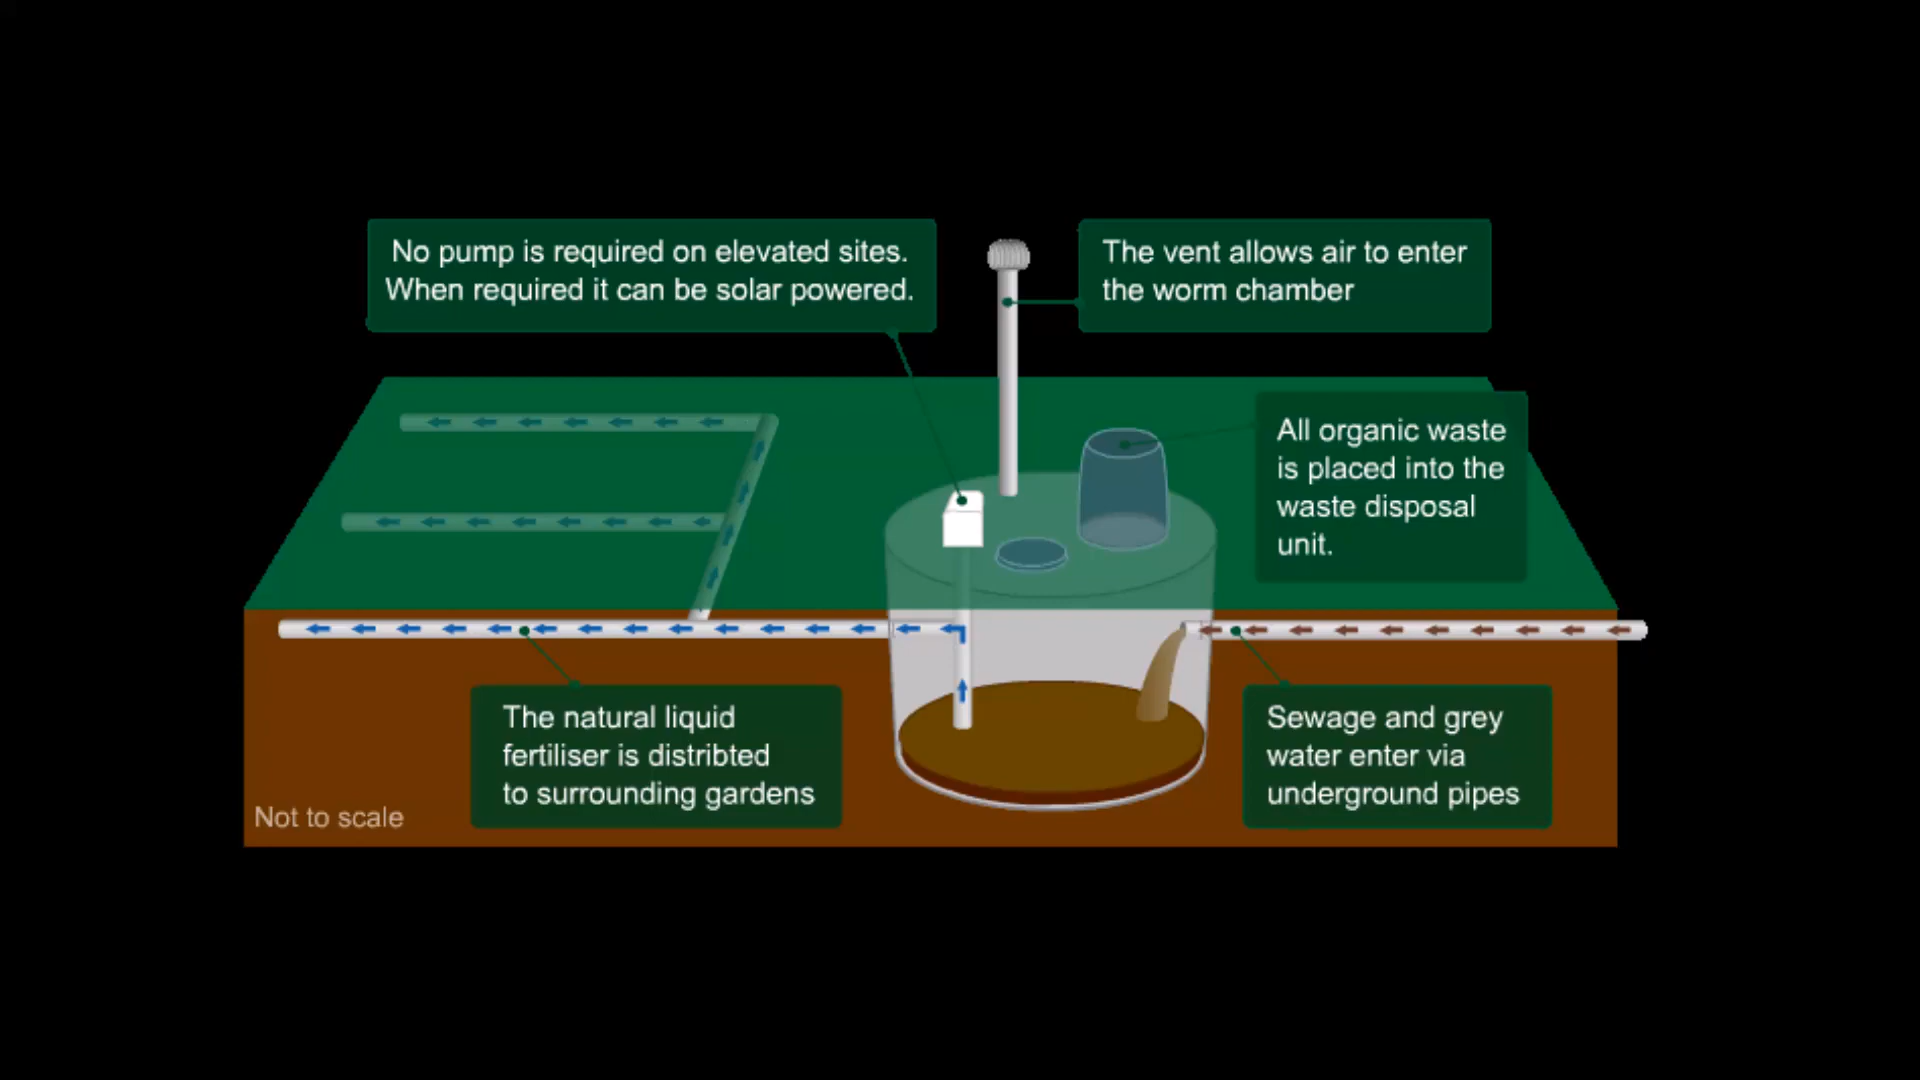 No pump is required on elevated sites.
When required it can be solar powered.
The vent allows air to enter
the worm chamber
All organic waste
is placed into the
waste disposal
unit.
The natural liquid
fertiliser is distribted
to surrounding gardens
Sewage and grey
water enter via
underground pipes
Not to scale